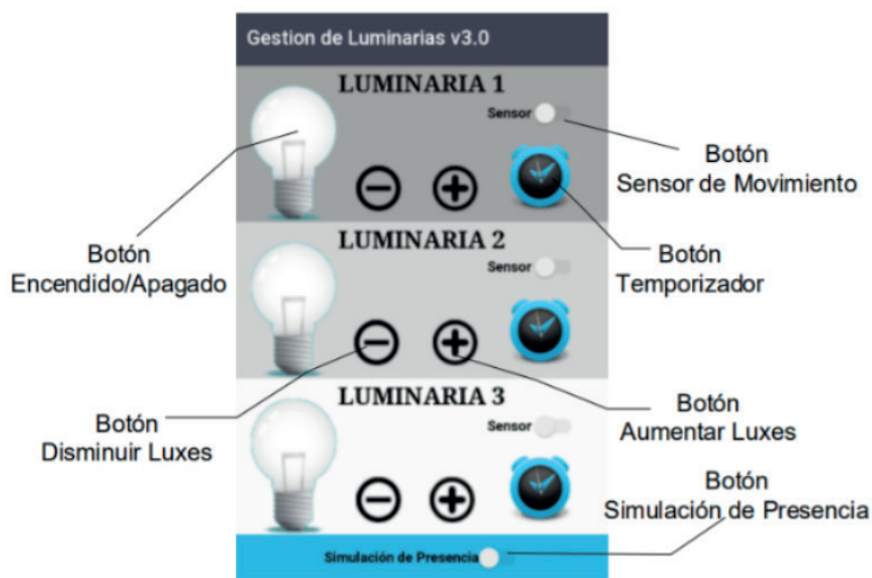 Gestion de Luminarias v3.0
LUMINARIA 1
Sensor
Botón
Sensor de Movimiento
Botón
Encendido/Apagado
LUMINARIA 2
Sensor
Botón
Temporizador
LUMINARIA 3
Sensor
Botón
Disminuir Luxes
Botón
Aumentar Luxes
Botón
Simulación de Presencia
Simulación de Presencia